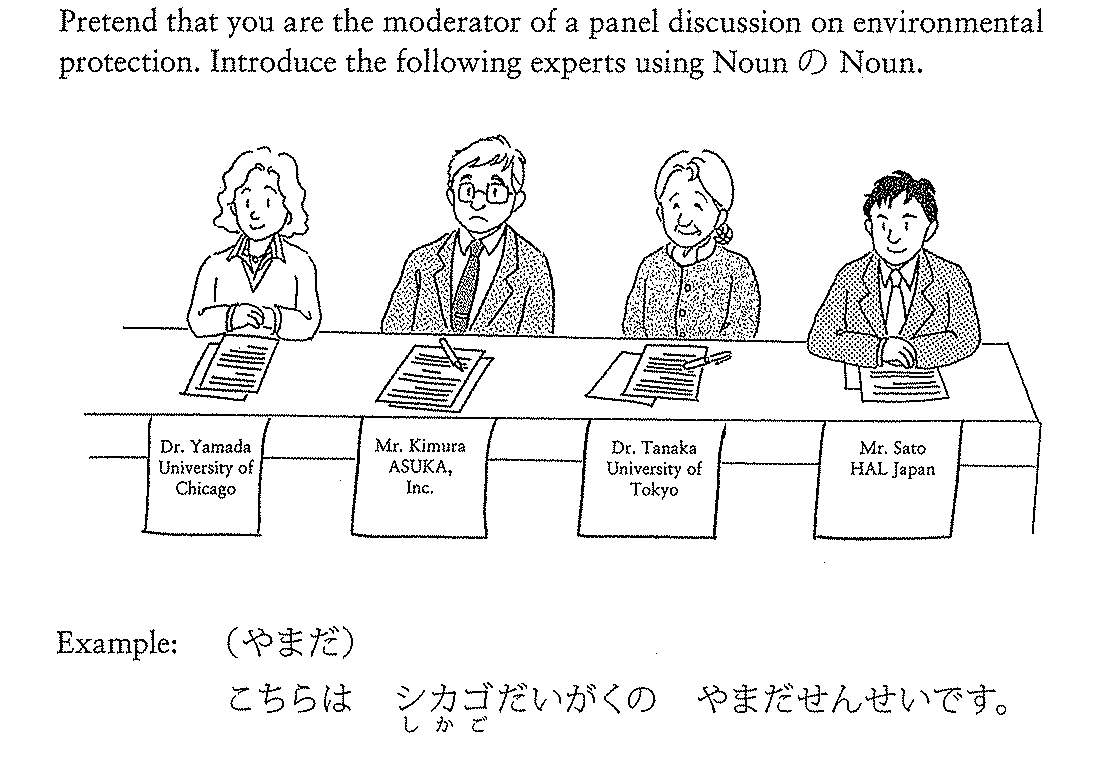 Pretend that you are the moderator of a panel discussion on environmental
protection. Introduce the following experts using Noun の Noun.
Dr. Yamada
University of
Chicago
Mr. Kimura
ASUKA,
Inc.
Dr. Tanaka
University of
Tokyo
Mr. Sato
HAL Japan
Example: （やまだ）
こちらは シカゴだいがくの やまだせんせいです。
しかご